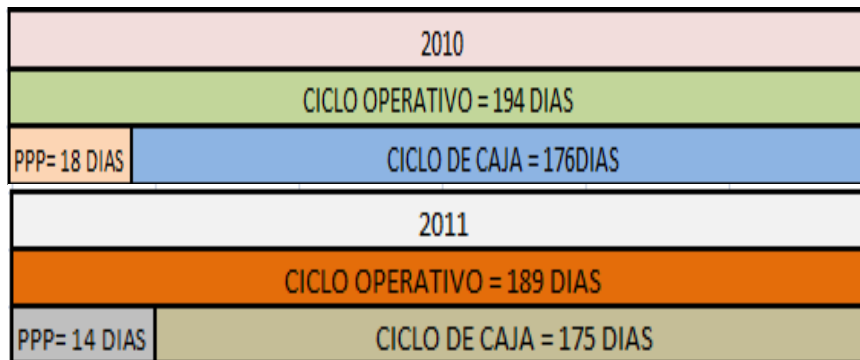 2010
CICLO OPERATIVO = 194 DIAS
PPP= 18 DIAS CICLO DE CAJA = 176DIAS
2011
CICLO OPERATIVO = 189 DIAS
PPP= 14 DIAS CICLO DE CAJA = 175 DIAS